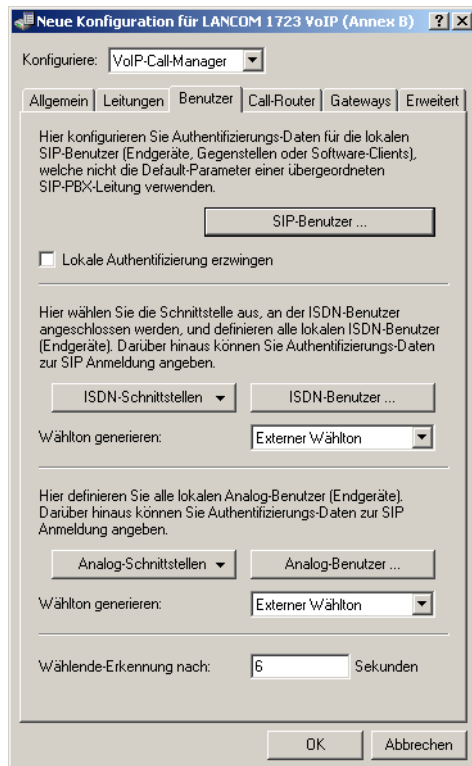 Neue Konfiguration für LANCOM 1723 VoIP (Annex B)
Konfiguriere: VoIP-Call-Manager
Allgemein Leitungen Benutzer Call-Router Gateways Erweitert
Hier konfigurieren Sie Authentifizierungs-Daten für die lokalen
SIP-Benutzer (Endgeräte, Gegenstellen oder Software-Clients),
welche nicht die Default-Parameter einer übergeordneten
SIP-PBX-Leitung verwenden.
SIP-Benutzer ...
Lokale Authentifizierung erzwingen
Hier wählen Sie die Schnittstelle aus, an der ISDN-Benutzer
angeschlossen werden, und definieren alle lokalen ISDN-Benutzer
(Endgeräte). Darüber hinaus können Sie Authentifizierungs-Daten
zur SIP Anmeldung angeben.
ISDN-Schnittstellen ISDN-Benutzer ...
Wählton generieren: Externer Wählton
Hier definieren Sie alle lokalen Analog-Benutzer (Endgeräte).
Darüber hinaus können Sie Authentifizierungs-Daten zur SIP
Anmeldung angeben.
Analog-Schnittstellen Analog-Benutzer ...
Wählton generieren: Externer Wählton
Wählende-Erkennung nach: 6 Sekunden
OK Abbrechen